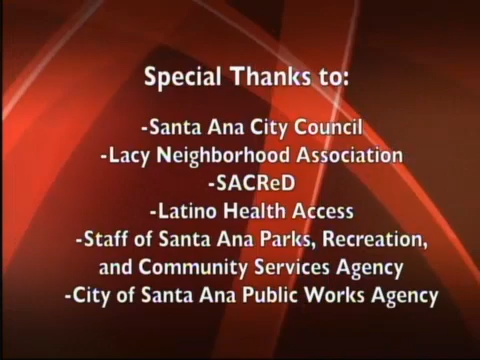 Special Thanks to:
-Santa Ana City Council
-Lacy Neighborhood Association
-SACReD
-Latino Health Access
-Staff of Santa Ana Parks, Recreation,
and Community Services Agency
-City of Santa Ana Public Works Agency